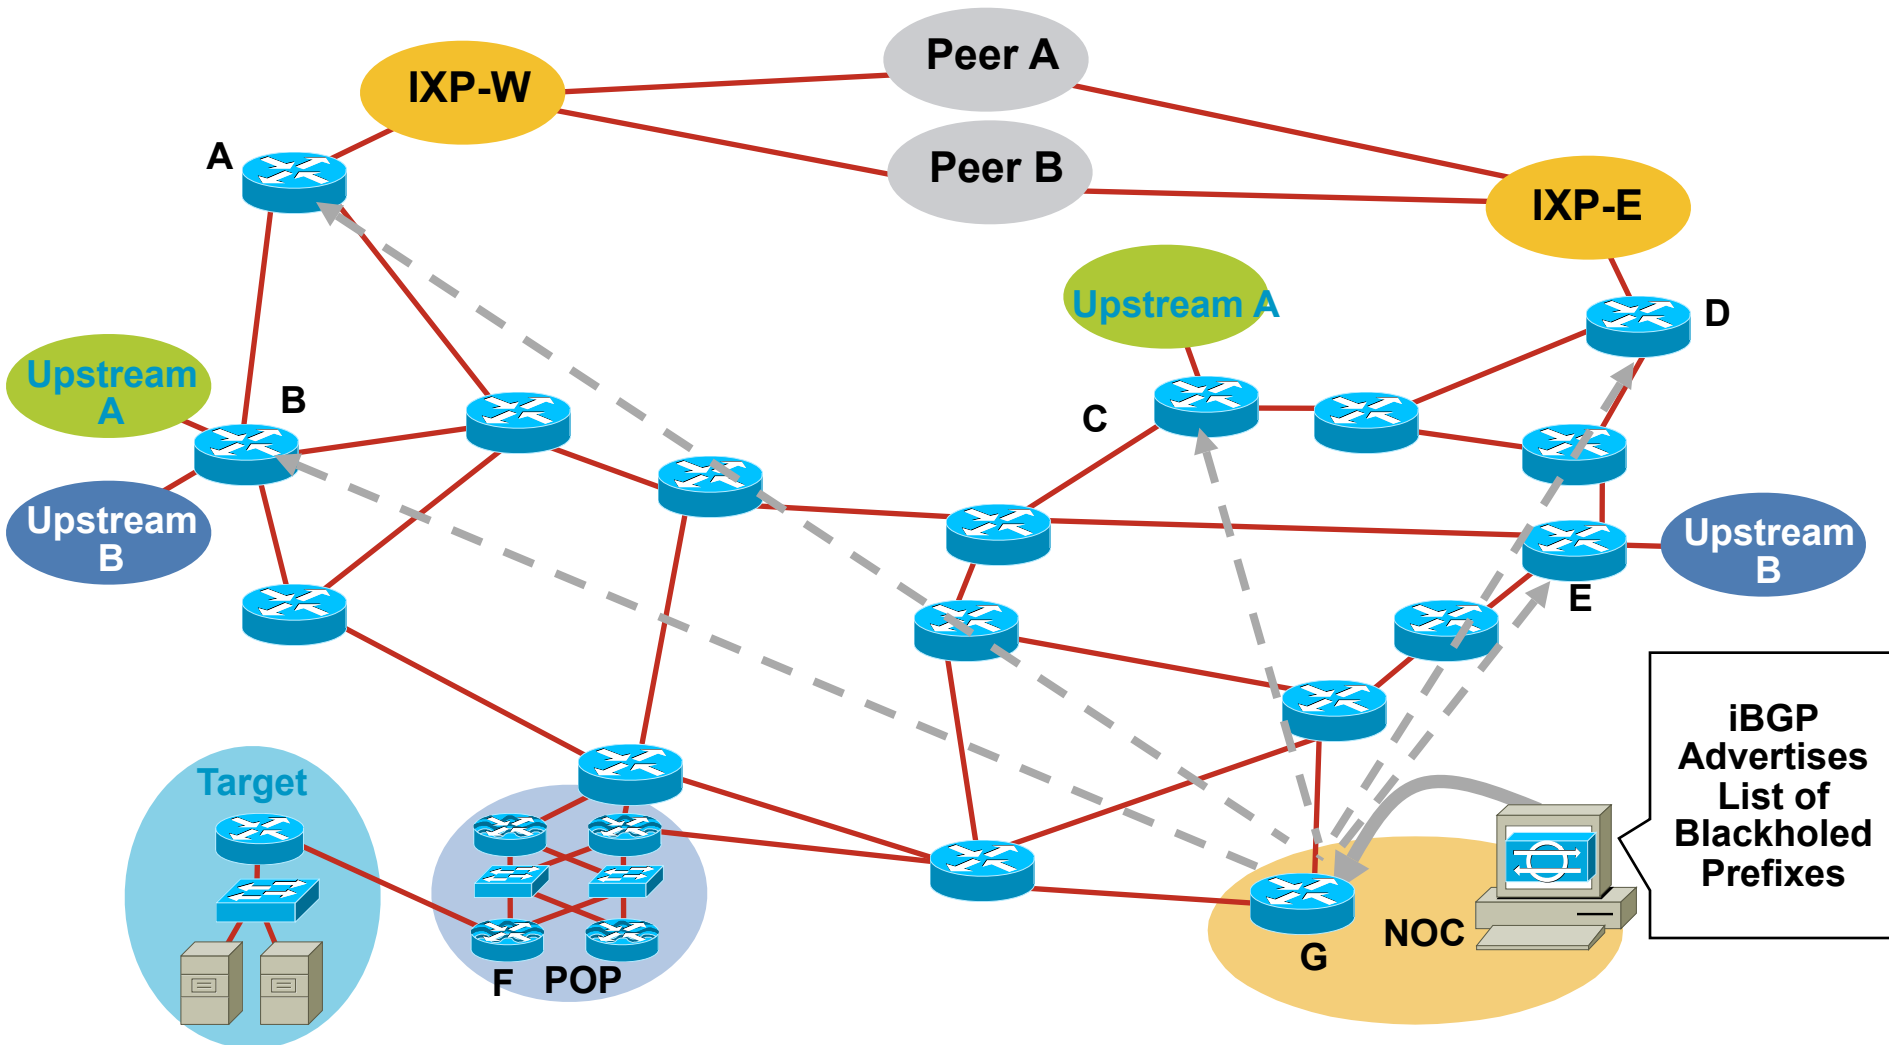 Peer A
IXP-W
A
Peer B
IXP-E
Upstream A
D
Upstream
A
B
C
Upstream
B
Upstream
B
E
iBGP
Advertises
List of
Blackholed
Prefixes
Target
NOC
G
F
POP